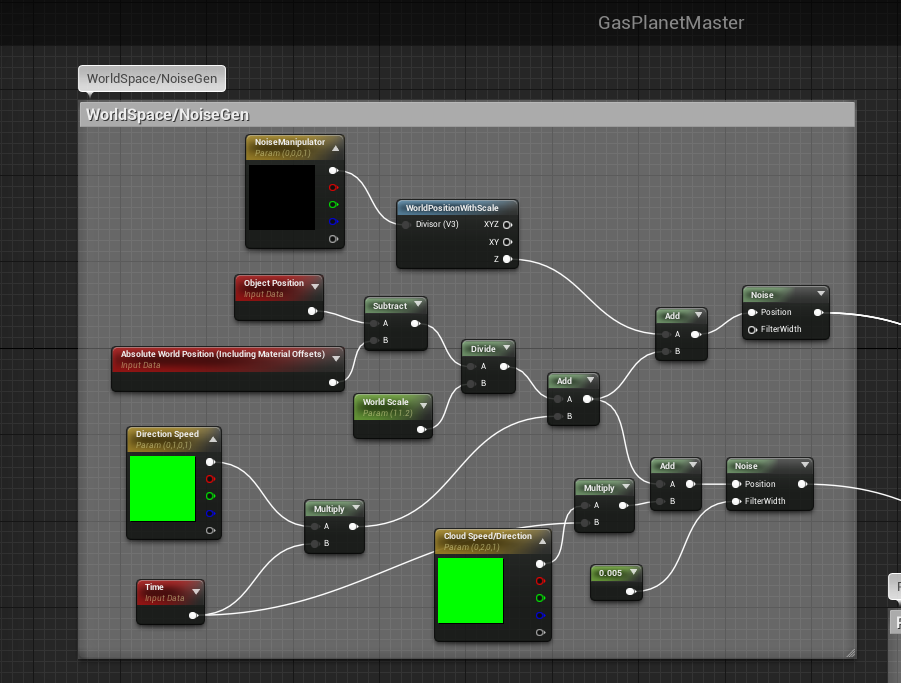 GasPlanetMaster
WorldSpace/NoiseGen
WorldSpace/NoiseGen
NoiseManipulator
Param (0,0,0,1)
WorldPositionWithScale
Divisor (V3)
XYZ
XY
Z
Object Position
Input Data
Subtract
A
B
Absolute World Position (Including Material Offsets)
Input Data
Divide
A
B
World Scale
Param (11.2)
Add
A
B
Add
A
B
Noise
Position
FilterWidth
Direction Speed
Param (0,1,0,1)
Multiply
A
B
Time
Input Data
Cloud Speed/Direction
Param (0,2,0,1)
Multiply
A
B
Add
A
B
Noise
Position
FilterWidth
0.005